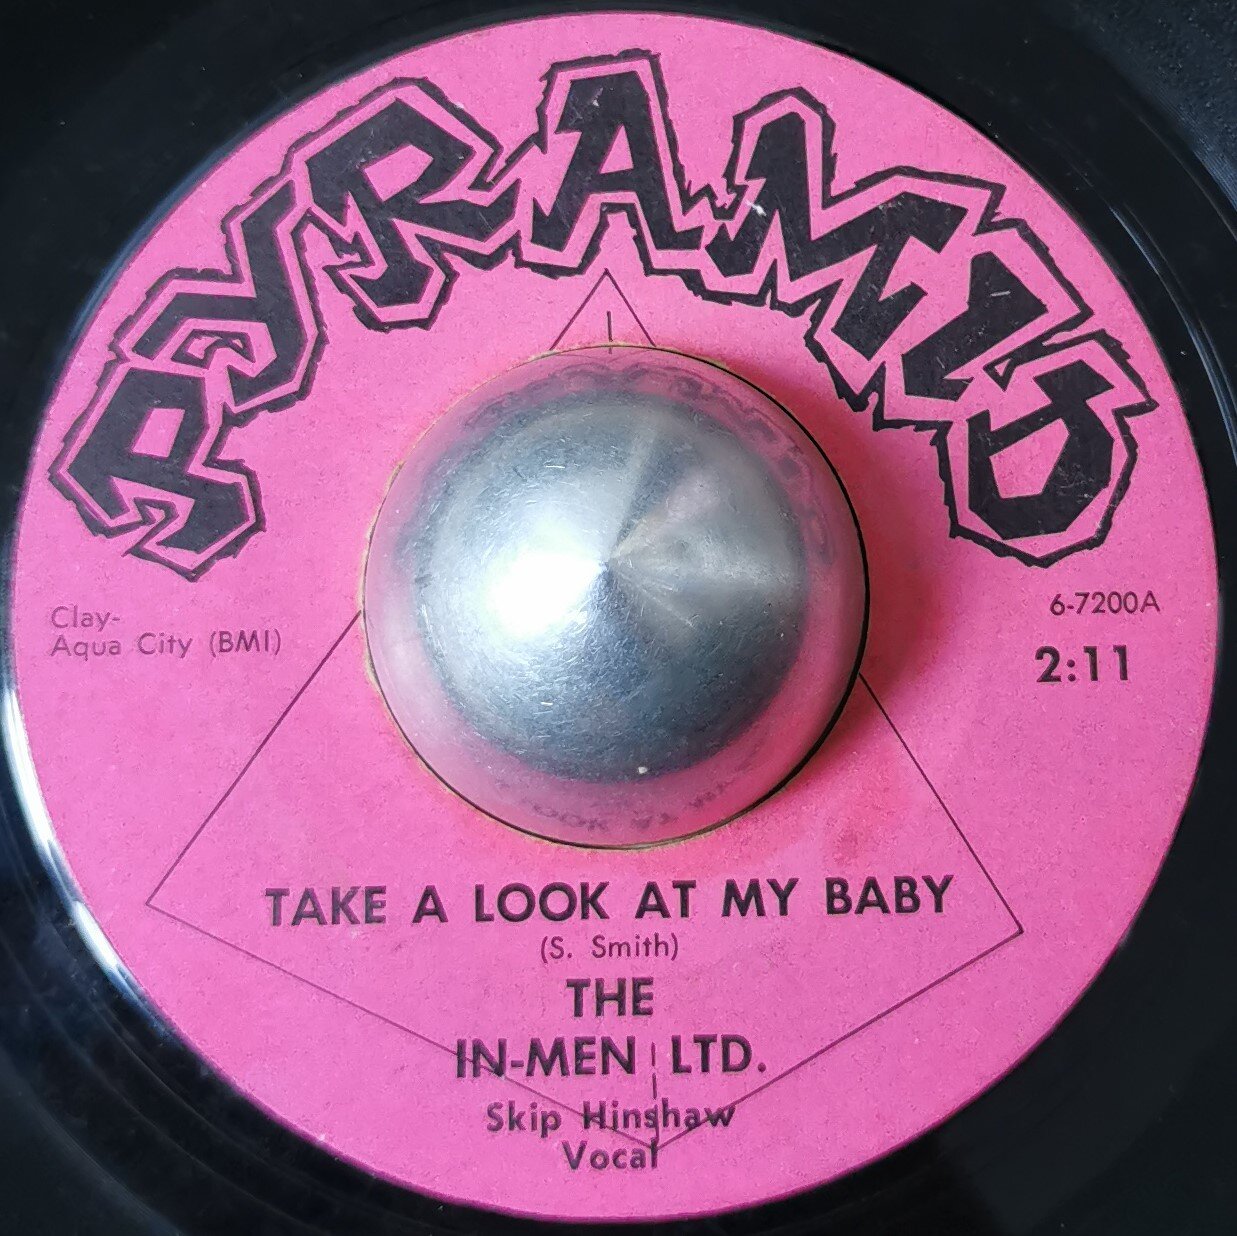 PYRAMID
Clay-
Aqua City (BMI)
6-7200A
2:11
TAKE A LOOK AT MY BABY
(S. Smith)
THE
IN-MEN LTD.
Skip Hinshaw
Vocal